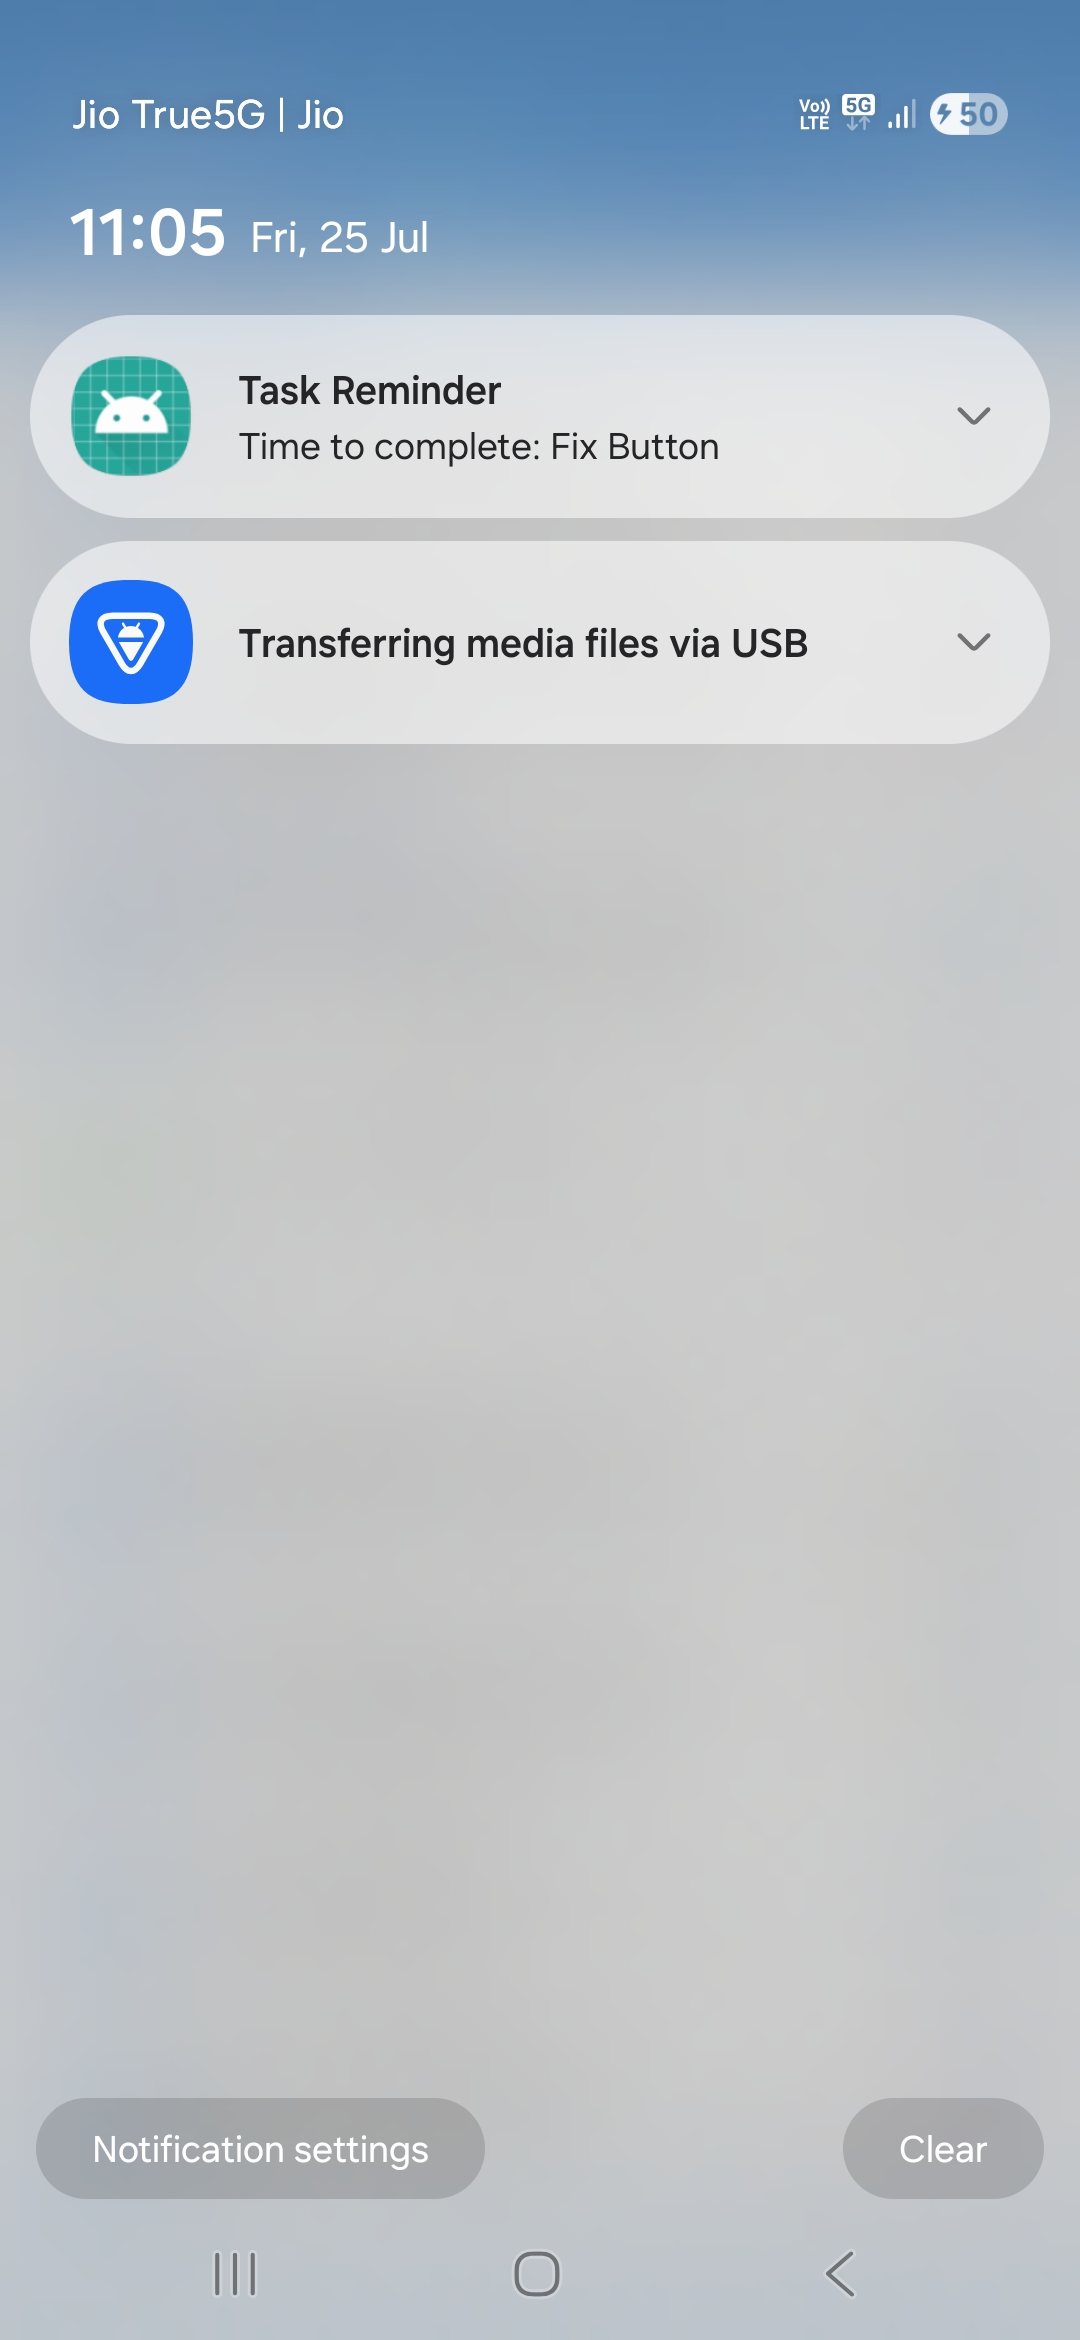 Jio True5G | Jio
Vo)) LTE 5G 50
11:05 Fri, 25 Jul
Task Reminder
Time to complete: Fix Button
Transferring media files via USB
Notification settings
Clear